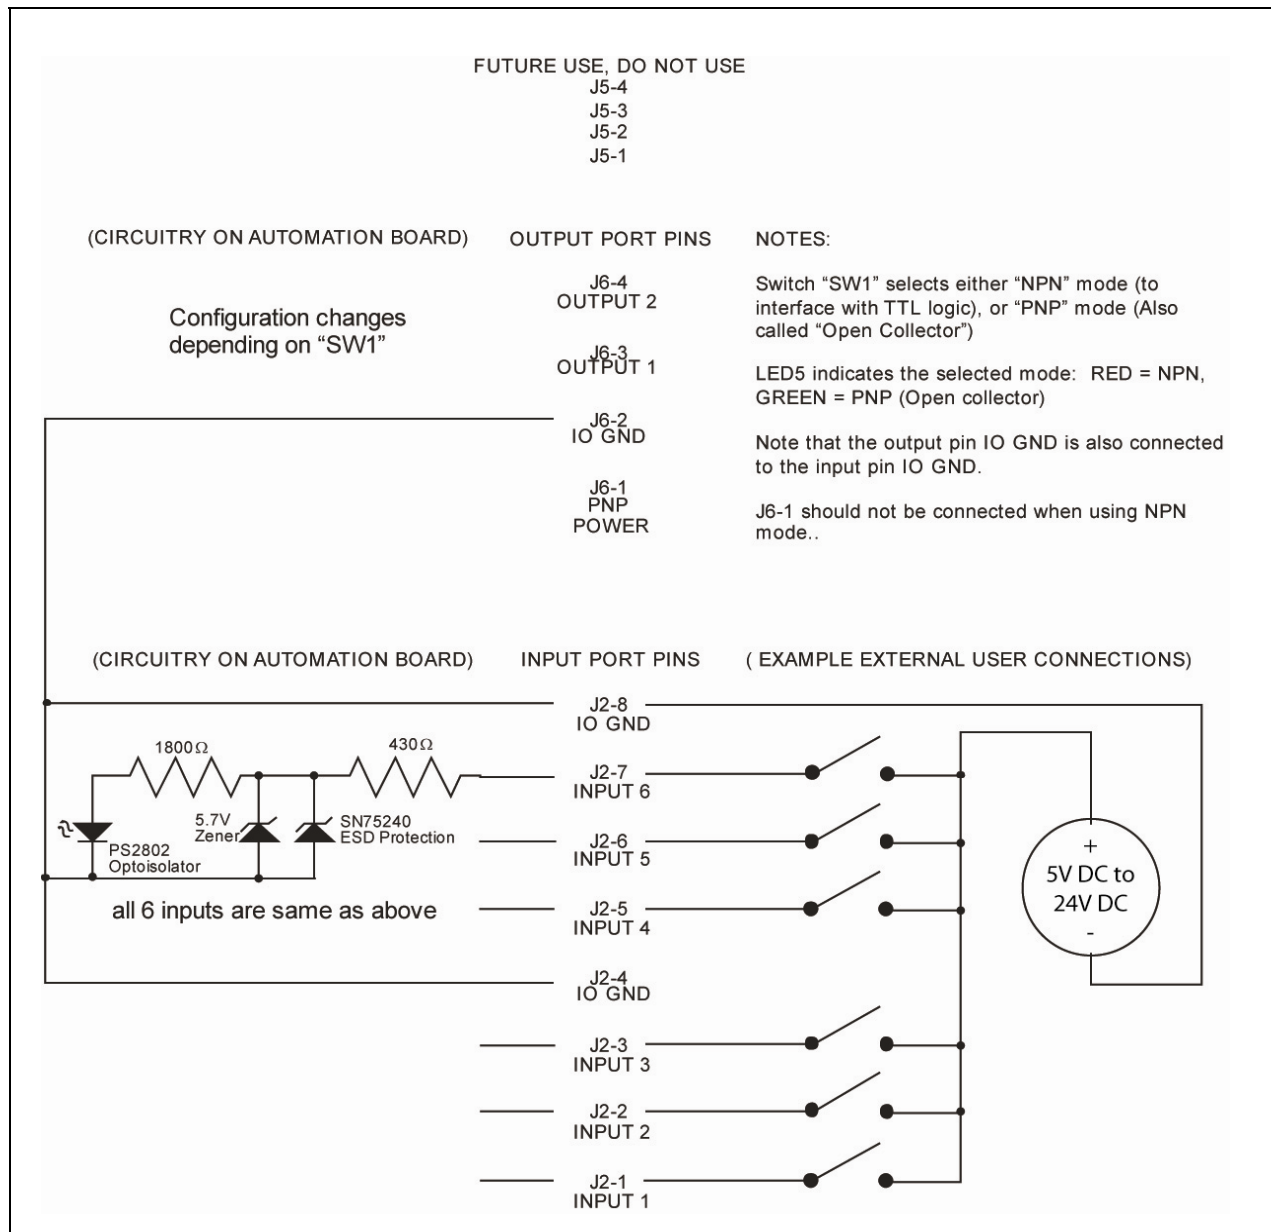 FUTURE USE, DO NOT USE
J5-4
J5-3
J5-2
J5-1
(CIRCUITRY ON AUTOMATION BOARD)
OUTPUT PORT PINS
NOTES:
Configuration changes
depending on “SW1”
J6-4
OUTPUT 2
J6-3
OUTPUT 1
J6-2
IO GND
J6-1
PNP
POWER
Switch “SW1” selects either “NPN” mode (to
interface with TTL logic), or “PNP” mode (Also
called “Open Collector”)
LED5 indicates the selected mode: RED = NPN,
GREEN = PNP (Open collector)
Note that the output pin IO GND is also connected
to the input pin IO GND.
J6-1 should not be connected when using NPN
mode..
(CIRCUITRY ON AUTOMATION BOARD)
INPUT PORT PINS
( EXAMPLE EXTERNAL USER CONNECTIONS)
J2-8
IO GND
1800Ω
430Ω
J2-7
INPUT 6
5.7V
Zener
SN75240
ESD Protection
PS2802
Optoisolator
J2-6
INPUT 5
+
5V DC to
24V DC
-
all 6 inputs are same as above
J2-5
INPUT 4
J2-4
IO GND
J2-3
INPUT 3
J2-2
INPUT 2
J2-1
INPUT 1